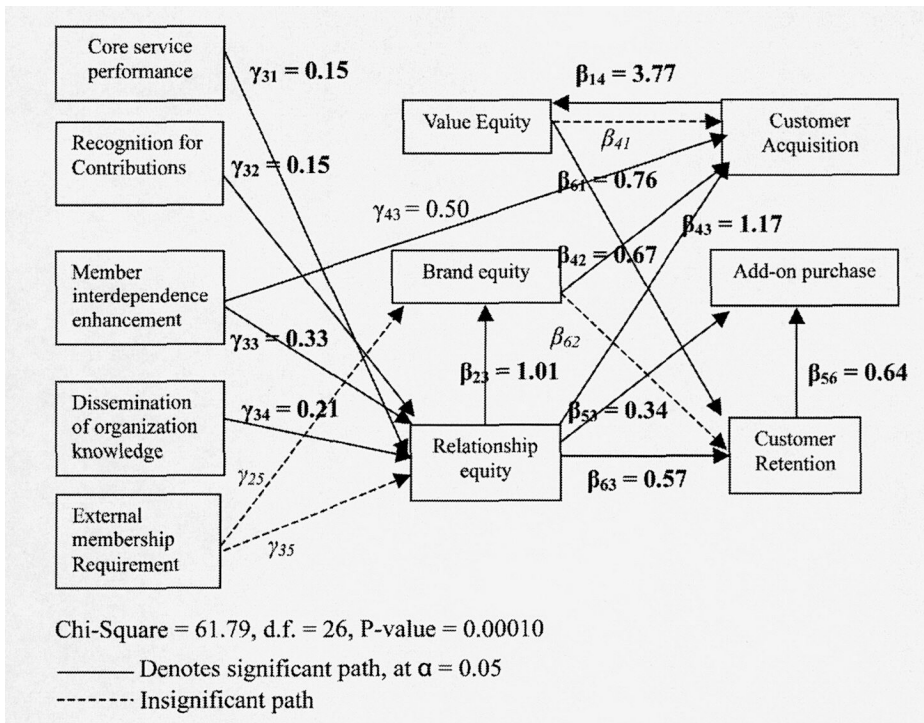 Core service
performance
γ31 = 0.15
β14 = 3.77
Value Equity
Customer
Acquisition
β41
Recognition for
Contributions
γ32 = 0.15
β61 = 0.76
γ43 = 0.50
β43 = 1.17
Member
interdependence
enhancement
Brand equity
β42 = 0.67
Add-on purchase
γ33 = 0.33
β62
β23 = 1.01
β56 = 0.64
Dissemination
of organization
knowledge
γ34 = 0.21
β53 = 0.34
Relationship
equity
Customer
Retention
γ25
β63 = 0.57
External
membership
Requirement
γ35
Chi-Square = 61.79, d.f. = 26, P-value = 0.00010
Denotes significant path, at α = 0.05
Insignificant path